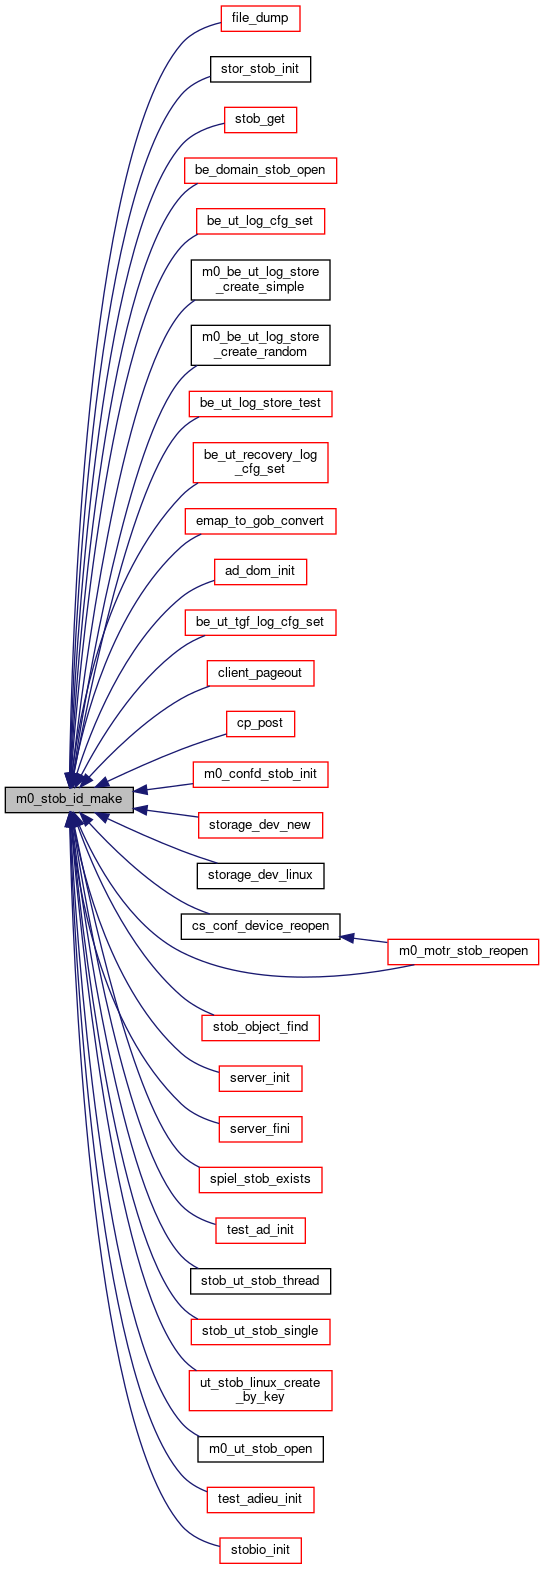 file_dump
stor_stob_init
stob_get
be_domain_stob_open
be_ut_log_cfg_set
m0_be_ut_log_store
_create_simple
m0_be_ut_log_store
_create_random
be_ut_log_store_test
be_ut_recovery_log
_cfg_set
emap_to_gob_convert
ad_dom_init
be_ut_tgf_log_cfg_set
client_pageout
cp_post
m0_confd_stob_init
m0_stob_id_make
storage_dev_new
storage_dev_linux
cs_conf_device_reopen
m0_motr_stob_reopen
stob_object_find
server_init
server_fini
spiel_stob_exists
test_ad_init
stob_ut_stob_thread
stob_ut_stob_single
ut_stob_linux_create
_by_key
m0_ut_stob_open
test_adieu_init
stobio_init